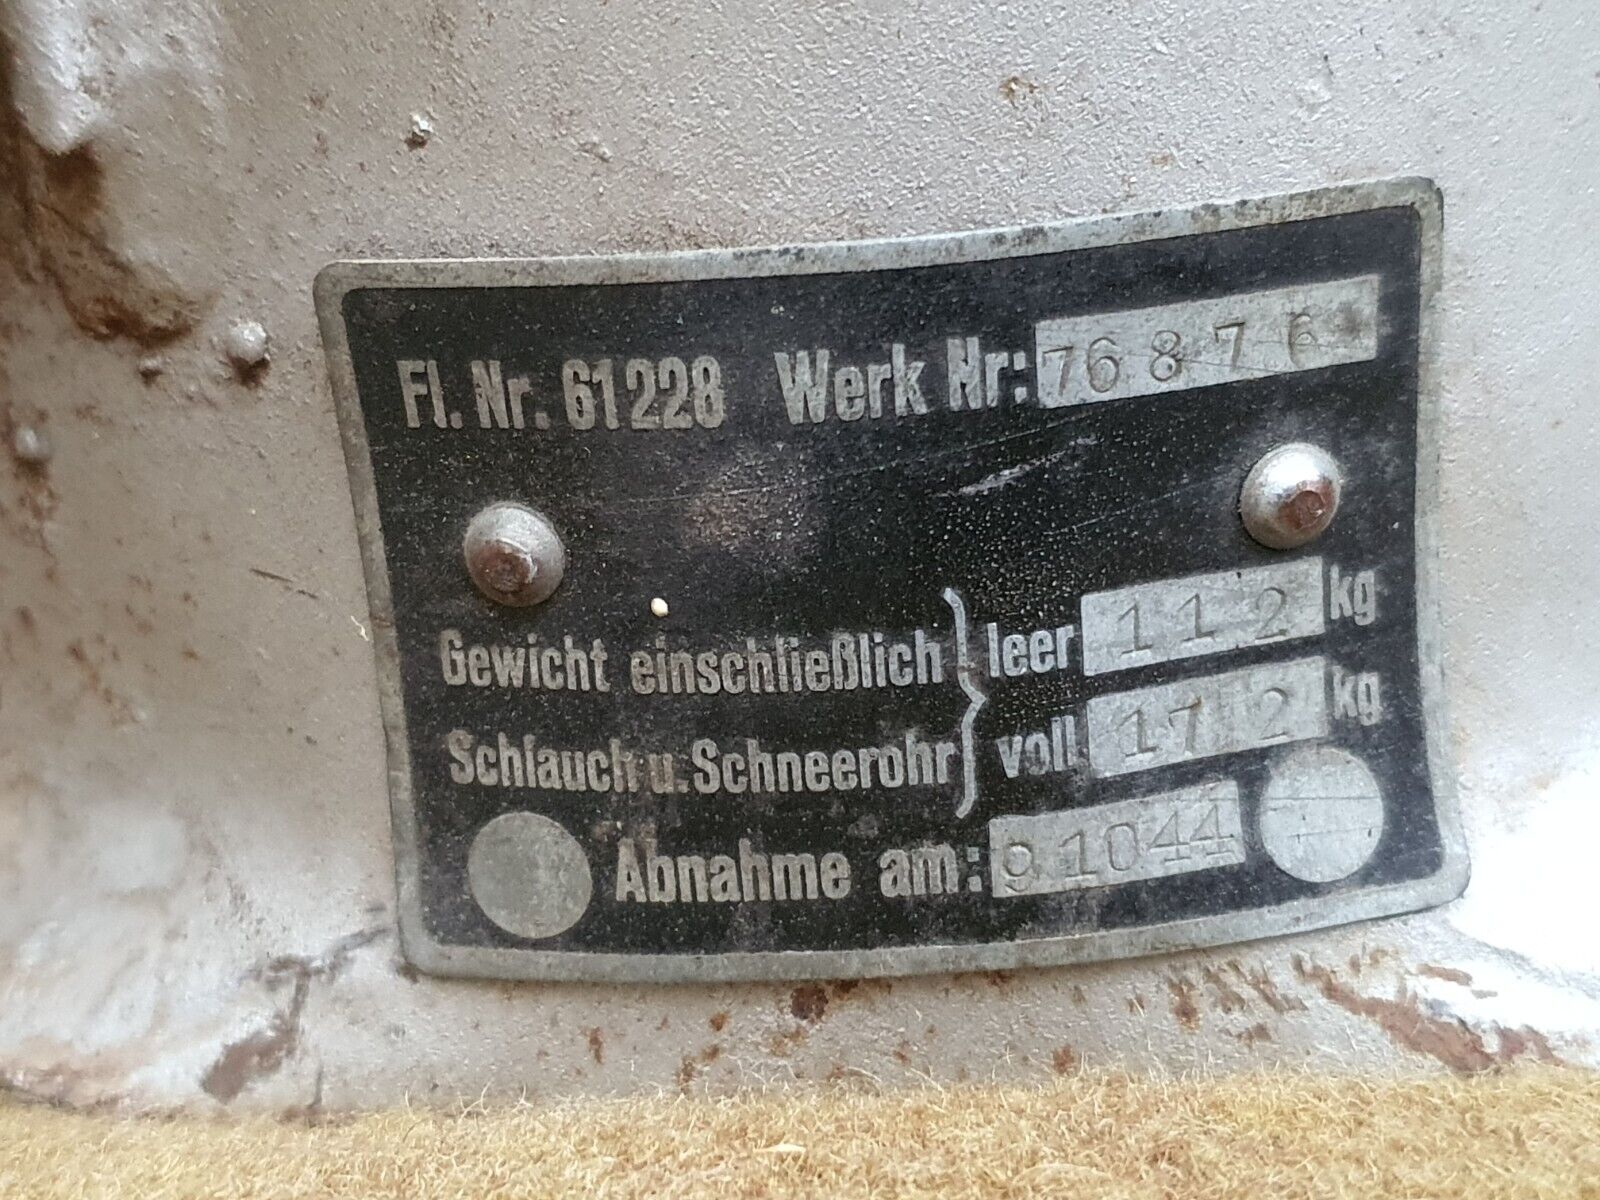 Fl. Nr. 61228 Werk Nr: 76876
Gewicht einschließlich } leer 112 kg
Schlauch u. Schneerohr } voll 172 kg
Abnahme am: 91044